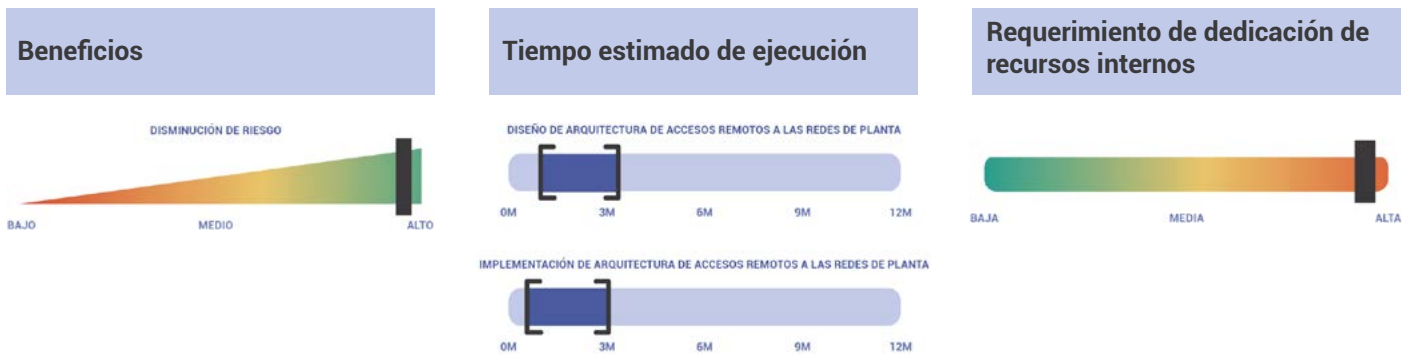 Beneficios
DISMINUCIÓN DE RIESGO
BAJO MEDIO ALTO
Tiempo estimado de ejecución
DISEÑO DE ARQUITECTURA DE ACCESOS REMOTOS A LAS REDES DE PLANTA
0M 3M 6M 9M 12M
IMPLEMENTACIÓN DE ARQUITECTURA DE ACCESOS REMOTOS A LAS REDES DE PLANTA
0M 3M 6M 9M 12M
Requerimiento de dedicación de
recursos internos
BAJA MEDIA ALTA